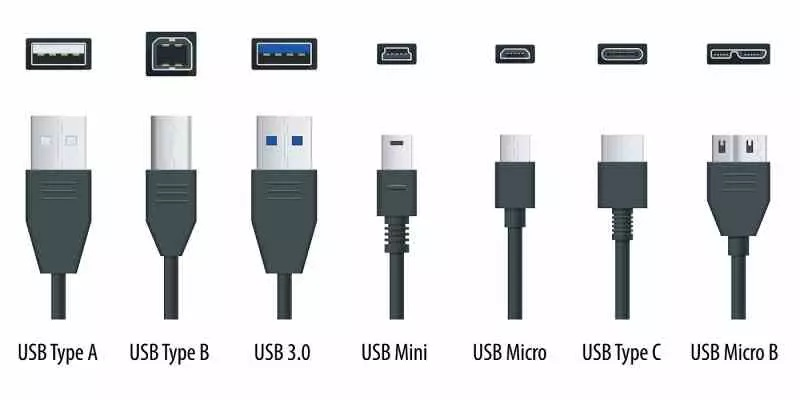 USB Type A
USB Type B
USB 3.0
USB Mini
USB Micro
USB Type C
USB Micro B